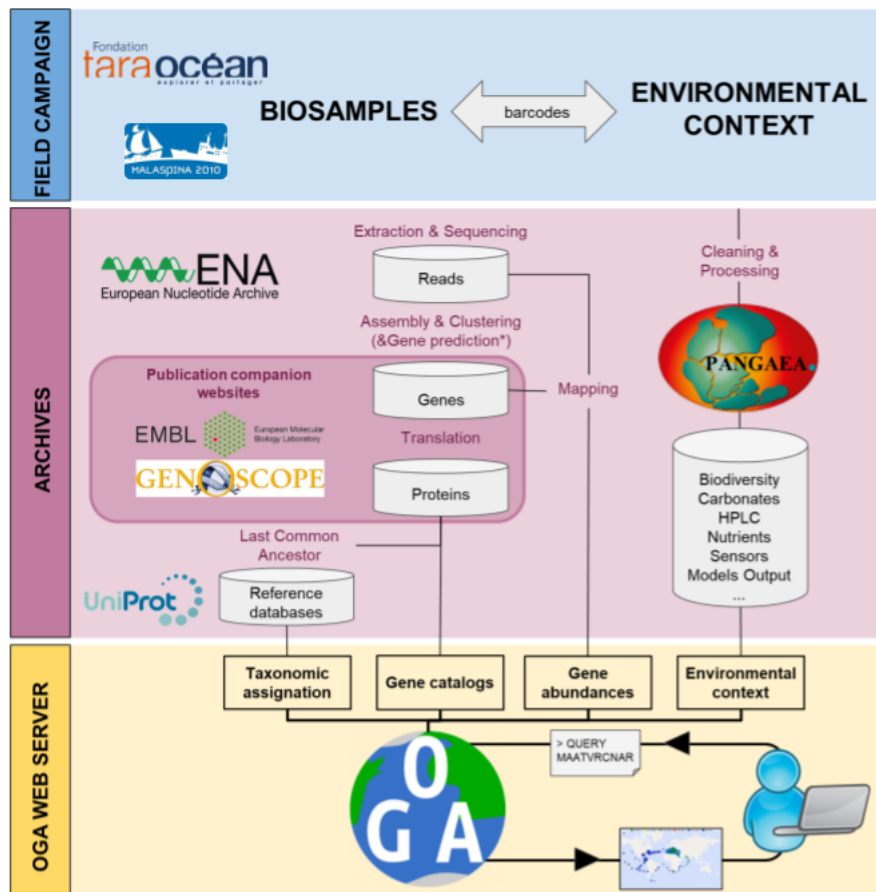 FIELD CAMPAIGN
Fondation
taraocéan
explorer et partager
MALASPINA 2010
BIOSAMPLES
barcodes
ENVIRONMENTAL
CONTEXT
ARCHIVES
ENA
European Nucleotide Archive
Extraction & Sequencing
Reads
Assembly & Clustering
(&Gene prediction*)
Publication companion
websites
EMBL
European Molecular
Biology Laboratory
GENOSCOPE
Genes
Translation
Proteins
Mapping
Cleaning &
Processing
PANGAEA.
Biodiversity
Carbonates
HPLC
Nutrients
Sensors
Models Output
...
Last Common
Ancestor
UniProt
Reference
databases
OGA WEB SERVER
Taxonomic
assignation
Gene catalogs
Gene
abundances
Environmental
context
OGA
> QUERY
MAATVRCNAR